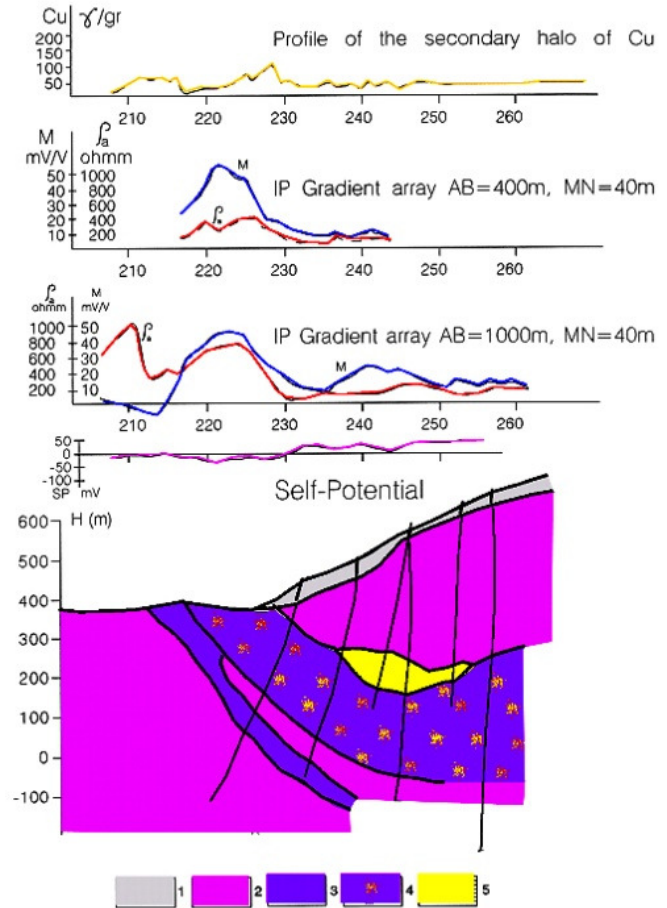 Cu γ/gr
Profile of the secondary halo of Cu
200
150
100
50
210 220 230 240 250 260
M ρa
mV/V ohmm
IP Gradient array AB=400m, MN=40m
M
50 1000
40 800
30 600
20 400
10 200
ρa
210 220 230 240 250 260
ρa M
ohmm mV/V
IP Gradient array AB=1000m, MN=40m
1000 50
800 40
600 30
400 20
200 10
ρa
M
210 220 230 240 250 260
50
0
-50
-100
SP mV
Self-Potential
H (m)
600
500
400
300
200
100
0
-100
1 2 3 4 5